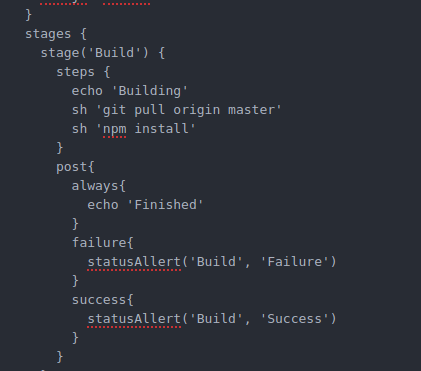 }
stages {
stage('Build') {
steps {
echo 'Building'
sh 'git pull origin master'
sh 'npm install'
}
post{
always{
echo 'Finished'
}
failure{
statusAllert('Build', 'Failure')
}
success{
statusAllert('Build', 'Success')
}
}